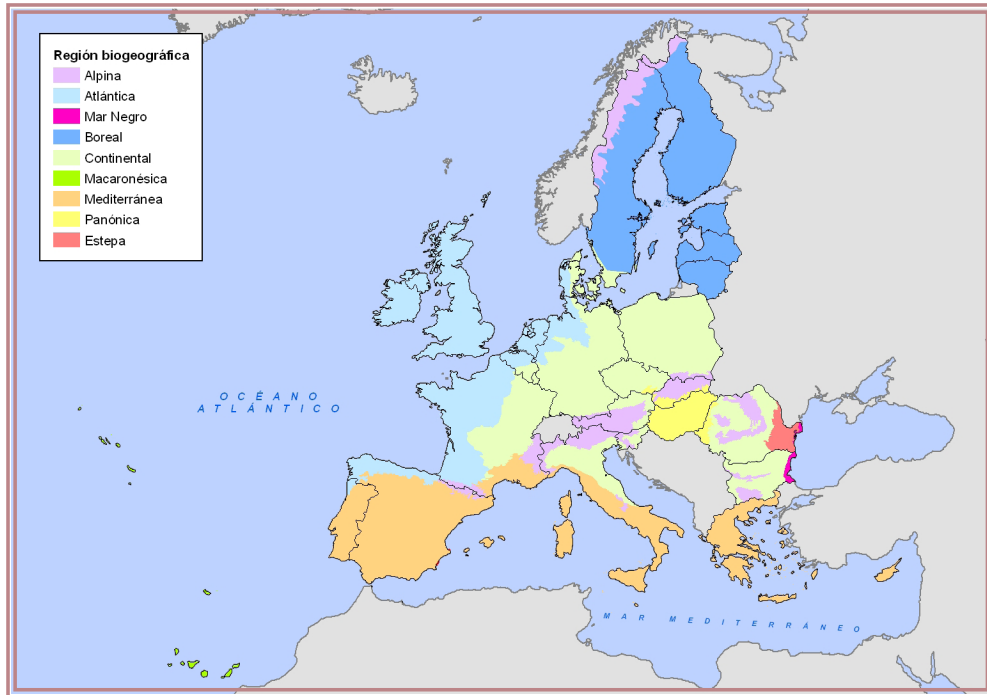 Región biogeográfica
Alpina
Atlántica
Mar Negro
Boreal
Continental
Macaronésica
Mediterránea
Panónica
Estepa
OCÉANO
ATLÁNTICO
MAR MEDITERRÁNEO